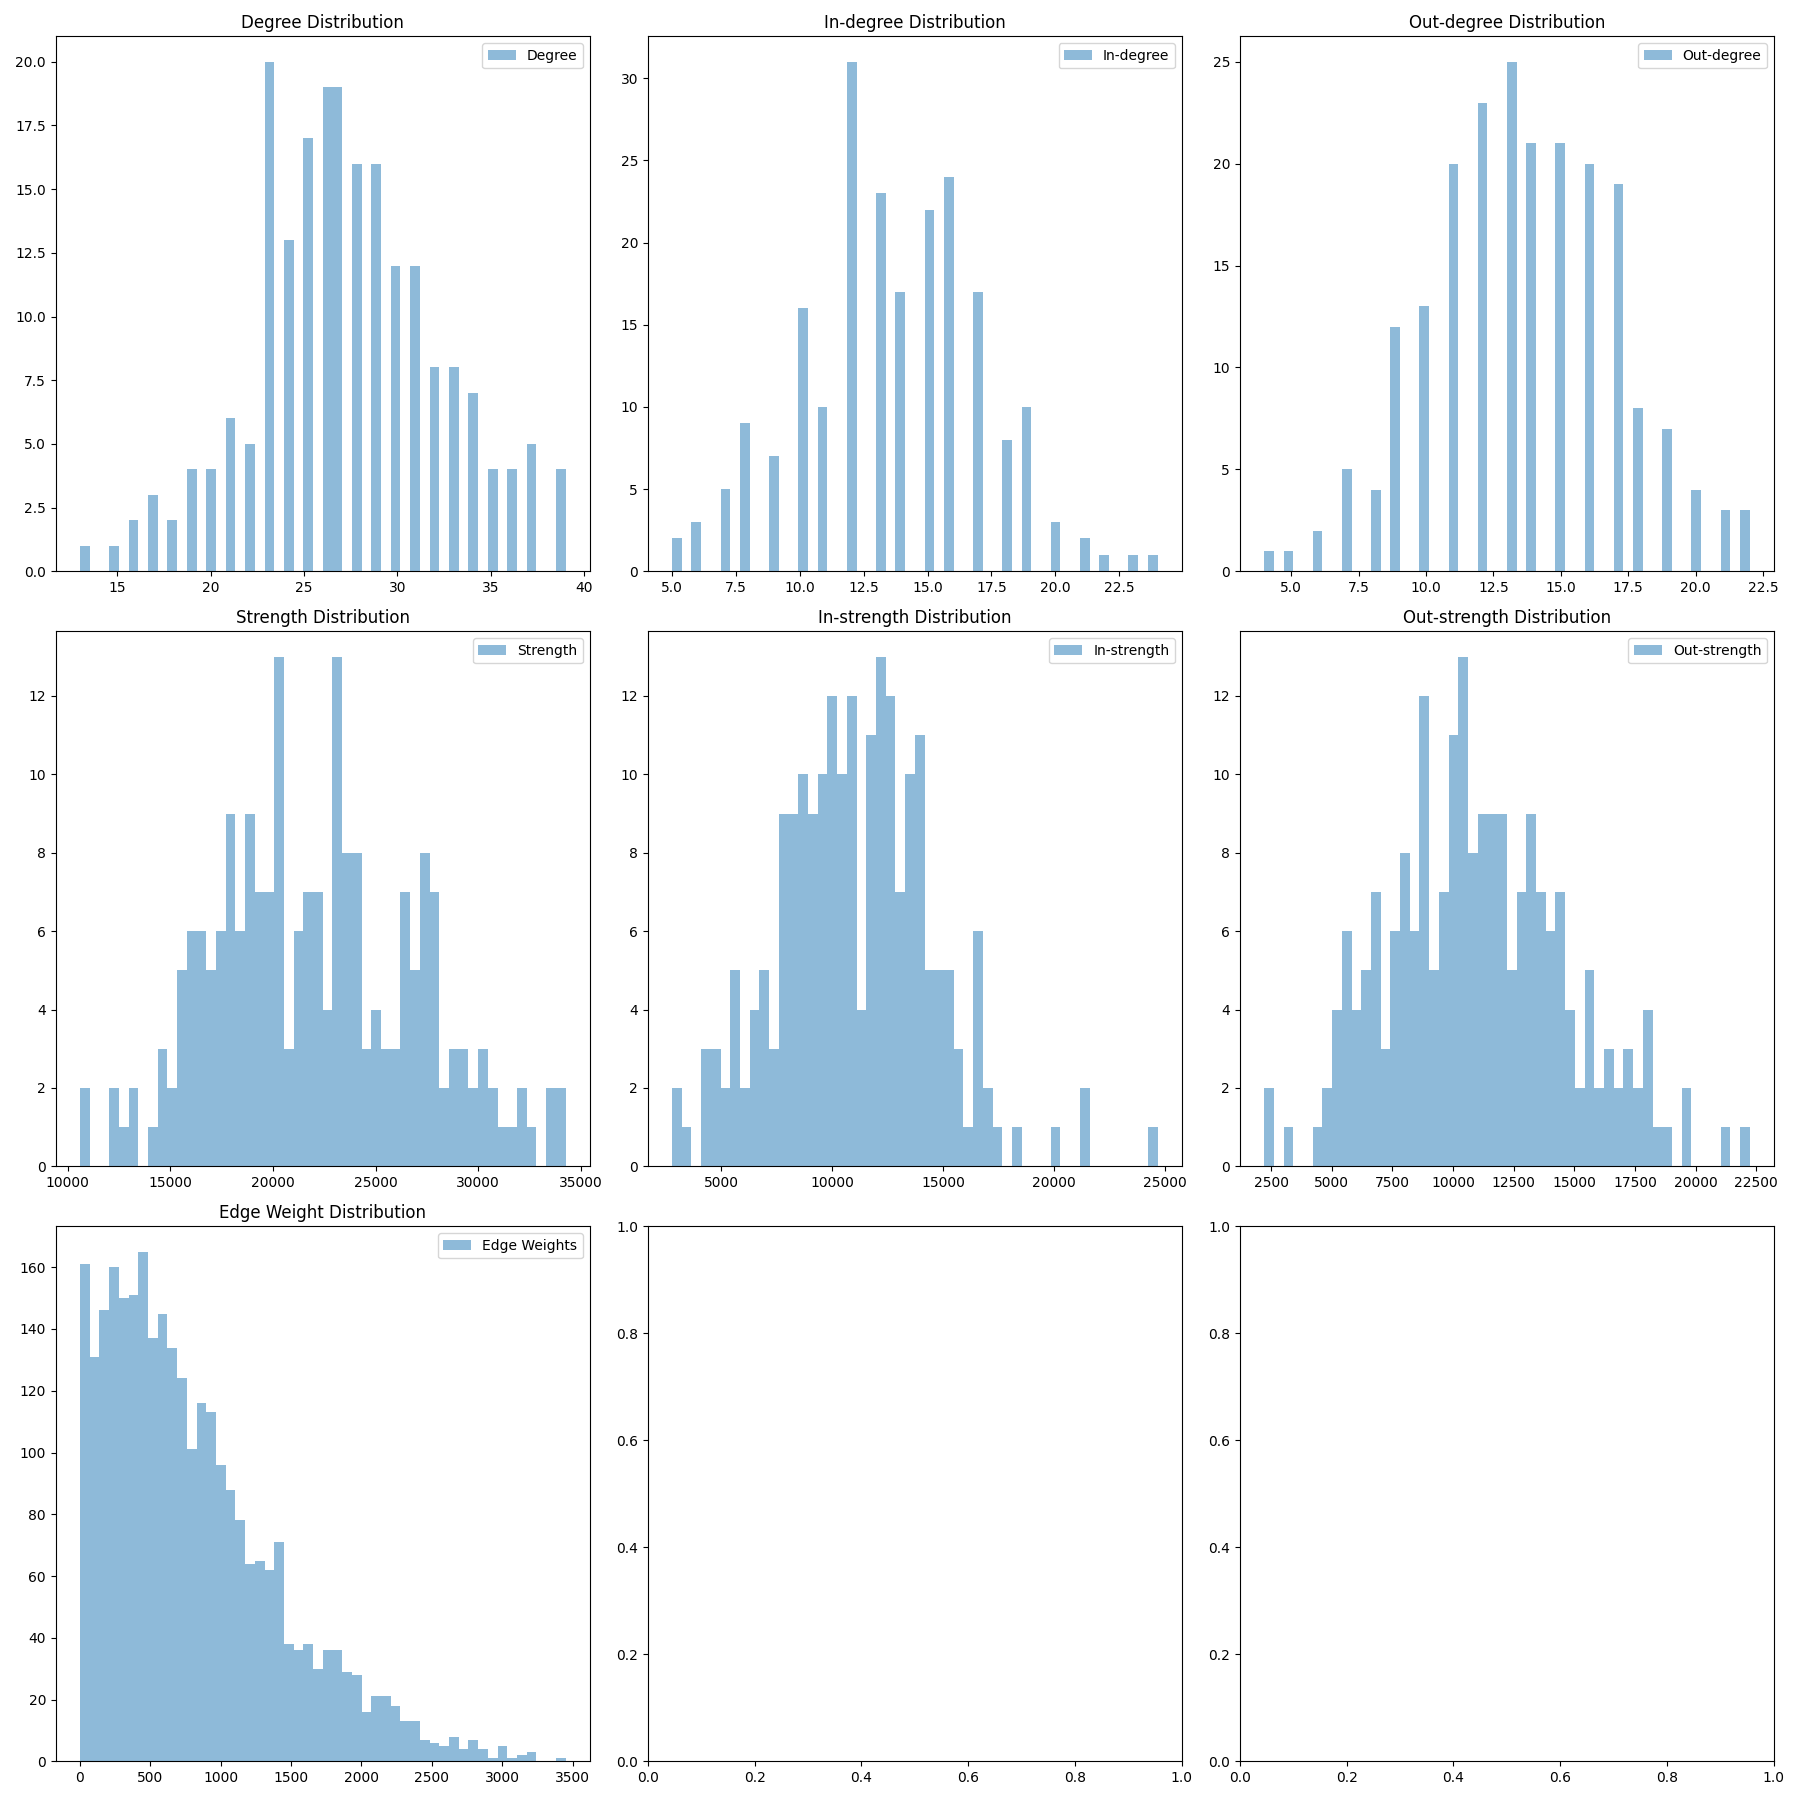 Degree Distribution
Degree
20.0
17.5
15.0
12.5
10.0
7.5
5.0
2.5
0.0
15 20 25 30 35 40
In-degree Distribution
In-degree
30
25
20
15
10
5
0
5.0 7.5 10.0 12.5 15.0 17.5 20.0 22.5
Out-degree Distribution
Out-degree
25
20
15
10
5
0
5.0 7.5 10.0 12.5 15.0 17.5 20.0 22.5
Strength Distribution
Strength
12
10
8
6
4
2
0
10000 15000 20000 25000 30000 35000
In-strength Distribution
In-strength
12
10
8
6
4
2
0
5000 10000 15000 20000 25000
Out-strength Distribution
Out-strength
12
10
8
6
4
2
0
2500 5000 7500 10000 12500 15000 17500 20000 22500
Edge Weight Distribution
Edge Weights
160
140
120
100
80
60
40
20
0
0 500 1000 1500 2000 2500 3000 3500
1.0
0.8
0.6
0.4
0.2
0.0
0.0 0.2 0.4 0.6 0.8 1.0
1.0
0.8
0.6
0.4
0.2
0.0
0.0 0.2 0.4 0.6 0.8 1.0